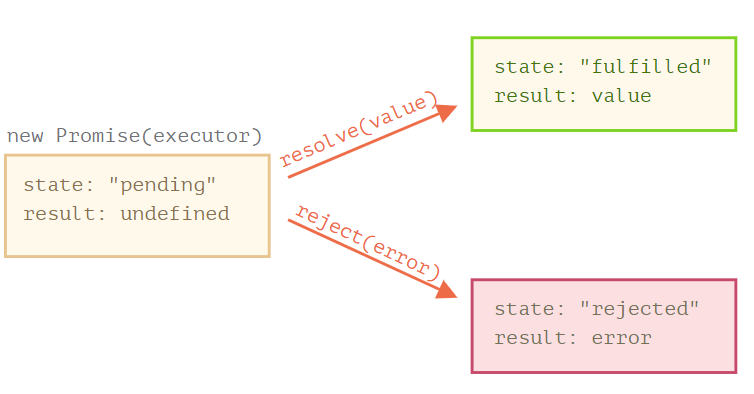 new Promise(executor)
state: "pending"
result: undefined
resolve(value)
reject(error)
state: "fulfilled"
result: value
state: "rejected"
result: error